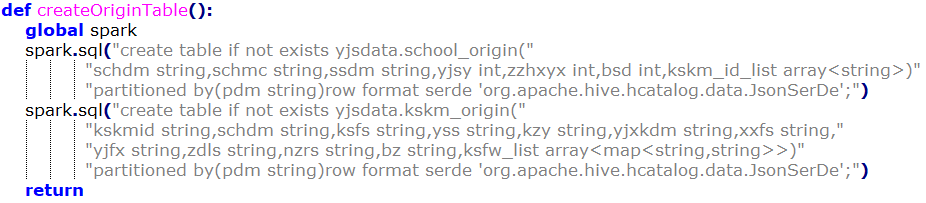 def createOriginTable():
    global spark
    spark.sql("create table if not exists yjsdata.school_origin("
              "schdm string,schmc string,ssdm string,yjsy int,zzhxyx int,bsd int,kskm_id_list array<string>)"
              "partitioned by(pdm string)row format serde 'org.apache.hive.hcatalog.data.JsonSerDe';")
    spark.sql("create table if not exists yjsdata.kskm_origin("
              "kskmid string,schdm string,ksfs string,yss string,kzy string,yjxkdm string,xxfs string,"
              "yjfx string,zdls string,nzrs string,bz string,ksfw_list array<map<string,string>>)"
              "partitioned by(pdm string)row format serde 'org.apache.hive.hcatalog.data.JsonSerDe';")
    return